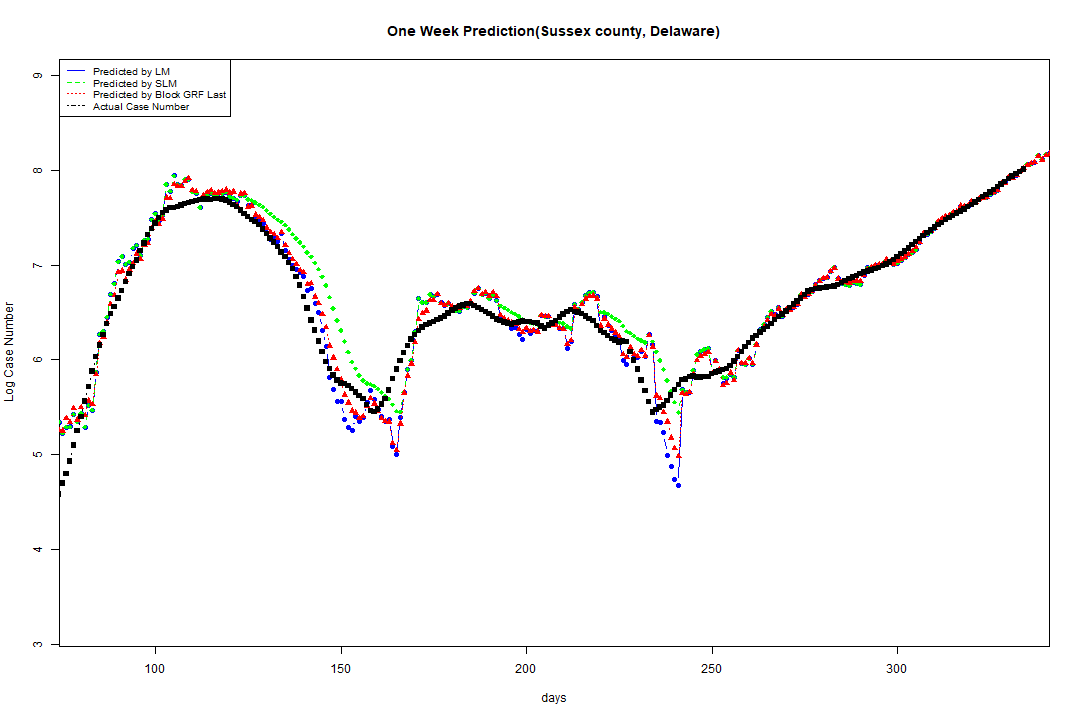 One Week Prediction(Sussex county, Delaware)
Predicted by LM
Predicted by SLM
Predicted by Block GRF Last
Actual Case Number
9
8
7
6
5
4
3
Log Case Number
100 150 200 250 300
days